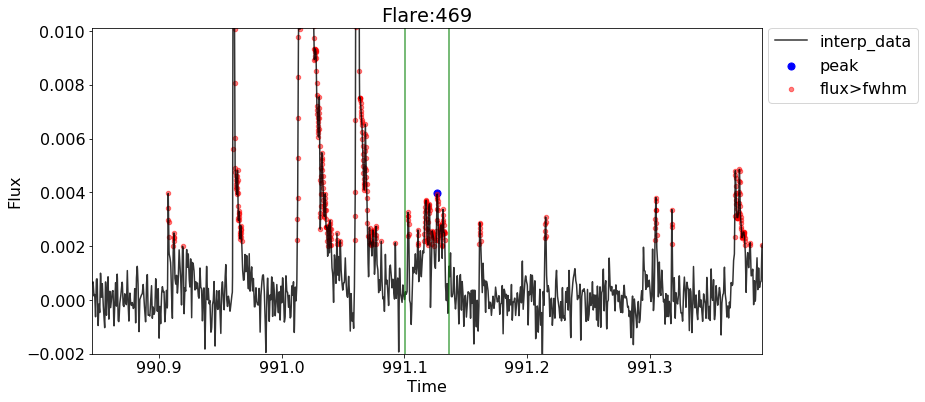 Flare:469
0.010
0.008
0.006
0.004
0.002
0.000
−0.002
Flux
990.9 991.0 991.1 991.2 991.3
Time
interp_data
peak
flux>fwhm